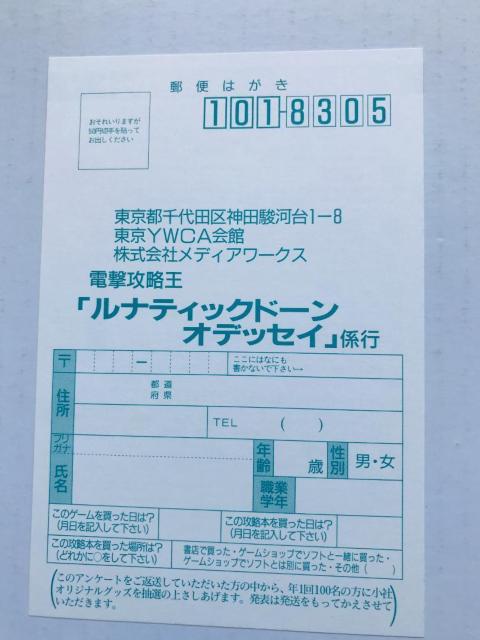 郵便はがき
101-8305
おそれいりますが
50円切手を貼って
お出しください
東京都千代田区神田駿河台1－8
東京YWCA会館
株式会社メディアワークス
電撃攻略王
「ルナティックドーン
オデッセイ」係行
〒
ー
ここにはなにも
書かないで下さい→
住所
都道
府県
TEL ( )
フリガナ
氏名
年齢
歳
性別
男・女
職業
学年
このゲームを買った日は?
(月日を記入して下さい)
この攻略本を買った日は?
(月日を記入して下さい)
この攻略本を買った場所は?
(どれかに○をして下さい)
書店で買った・ゲームショップでソフトと一緒に買った・
ゲームショップでソフトとは別に買った・その他 ( )
(このアンケートをご返送していただいた方の中から、年1回100名の方に小社
オリジナルグッズを抽選の上さしあげます。発表は発送をもってかえさせて
いただきます。)